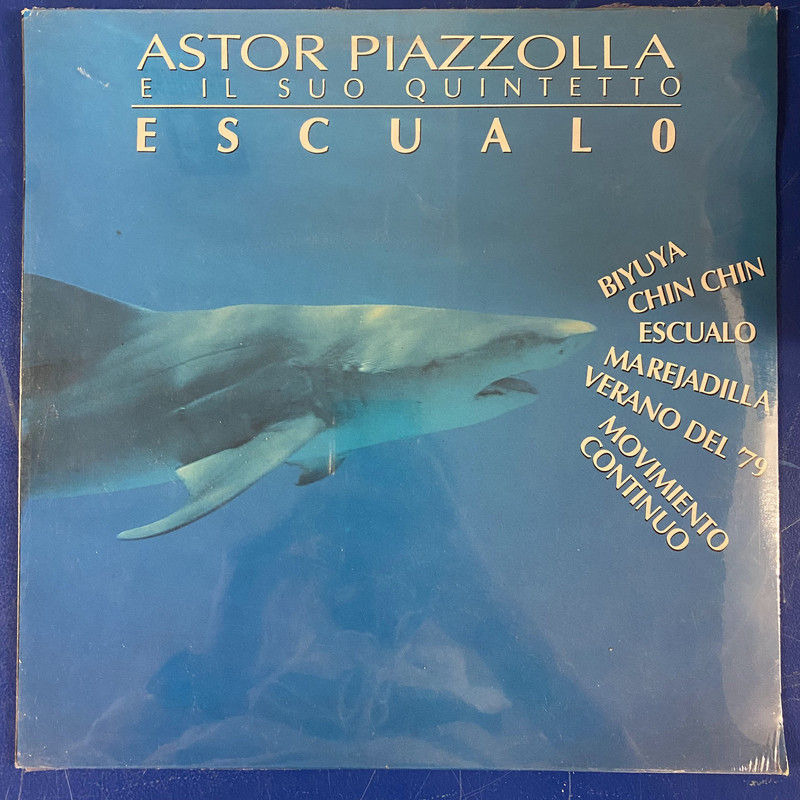 ASTOR PIAZZOLLA
E IL SUO QUINTETTO
ESCUALO
BIYUYA
CHIN CHIN
ESCUALO
MAREJADILLA
VERANO DEL '79
MOVIMIENTO
CONTINUO